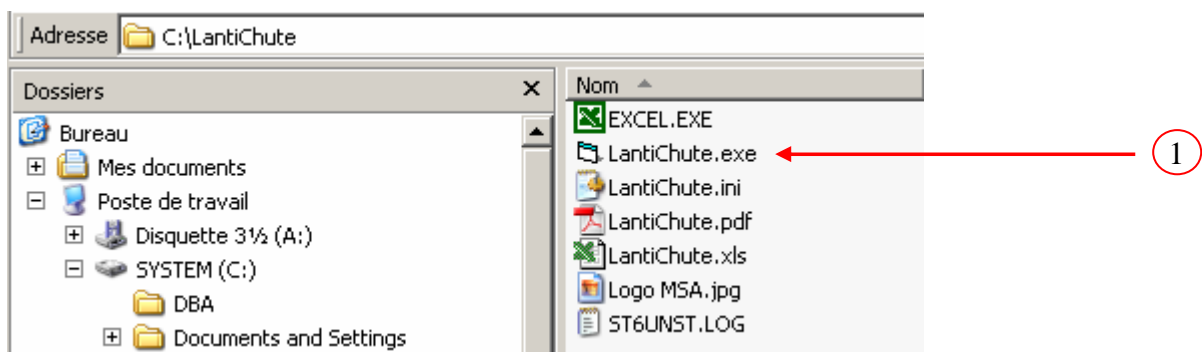 Adresse C:\LantiChute
Dossiers
Bureau
Mes documents
Poste de travail
Disquette 3½ (A:)
SYSTEM (C:)
DBA
Documents and Settings
Nom
EXCEL.EXE
LantiChute.exe
LantiChute.ini
LantiChute.pdf
LantiChute.xls
Logo MSA.jpg
ST6UNST.LOG
1